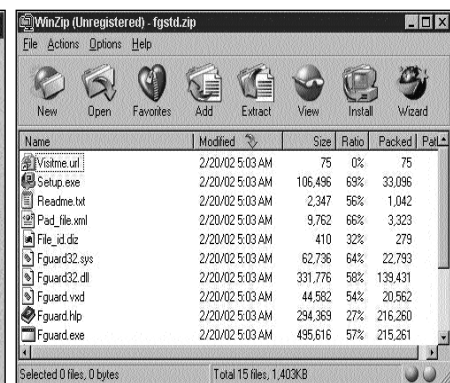 WinZip (Unregistered) - fgstd.zip
File Actions Options Help
New Open Favorites Add Extract View Install Wizard
Name Modified Size Ratio Packed Path
Visitme.url 2/20/02 5:03 AM 75 0% 75
Setup.exe 2/20/02 5:03 AM 106,496 69% 33,096
Readme.txt 2/20/02 5:03 AM 2,347 56% 1,042
Pad_file.xml 2/20/02 5:03 AM 9,762 66% 3,323
File_id.diz 2/20/02 5:03 AM 410 32% 279
Fguard32.sys 2/20/02 5:03 AM 62,736 64% 22,793
Fguard32.dll 2/20/02 5:03 AM 331,776 58% 139,431
Fguard.vxd 2/20/02 5:03 AM 44,582 54% 20,562
Fguard.hlp 2/20/02 5:03 AM 294,369 27% 216,260
Fguard.exe 2/20/02 5:03 AM 495,616 57% 215,261
Selected 0 files, 0 bytes Total 15 files, 1,403KB